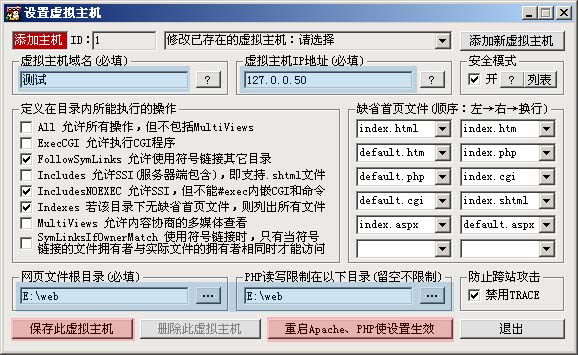 设置虚拟主机
添加主机 ID:1 修改已存在的虚拟主机：请选择 添加新虚拟主机
虚拟主机域名(必填) 虚拟主机IP地址(必填) 安全模式
测试 ? 127.0.0.50 ? 开 ? 列表
定义在目录内所能执行的操作
All 允许所有操作，但不包括MultiViews
ExecCGI 允许执行CGI程序
FollowSymLinks 允许使用符号链接其它目录
Includes 允许SSI(服务器端包含)，即支持.shtml文件
IncludesNOEXEC 允许SSI，但不能#exec内嵌CGI和命令
Indexes 若该目录下无缺省首页文件，则列出所有文件
MultiViews 允许内容协商的多媒体查看
SymLinksIfOwnerMatch 使用符号链接时，只有当符号
链接的文件拥有者与实际文件的拥有者相同时才能访问
缺省首页文件(顺序：左→右→换行)
index.html index.htm
default.htm index.php
default.php index.cgi
default.cgi index.shtml
index.aspx default.aspx
网页文件根目录(必填) PHP读写限制在以下目录(留空不限制) 防止跨站攻击
E:\web ... E:\web ... 禁用TRACE
保存此虚拟主机 删除此虚拟主机 重启Apache、PHP使设置生效 退出